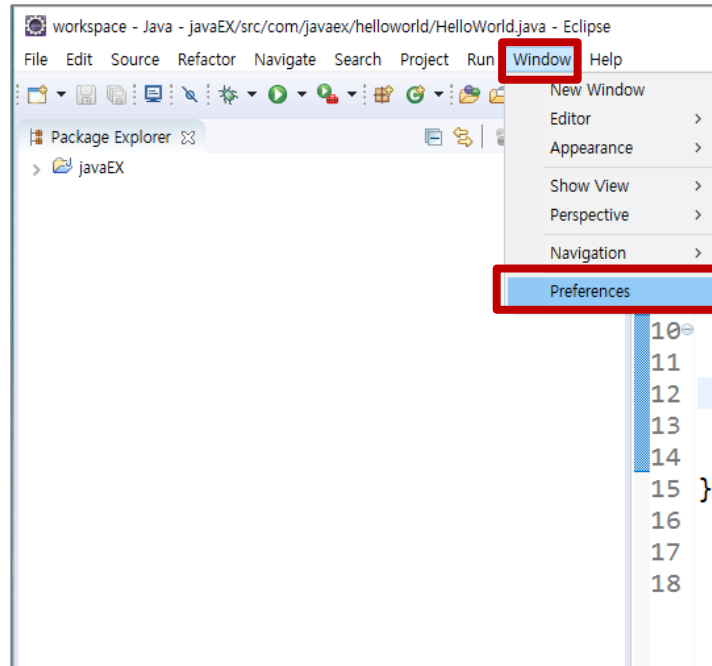 workspace - Java - javaEX/src/com/javaex/helloworld/HelloWorld.java - Eclipse
File Edit Source Refactor Navigate Search Project Run Window Help
New Window
Editor
Appearance
Show View
Perspective
Navigation
Preferences
Package Explorer
javaEX
10
11
12
13
14
15 }
16
17
18